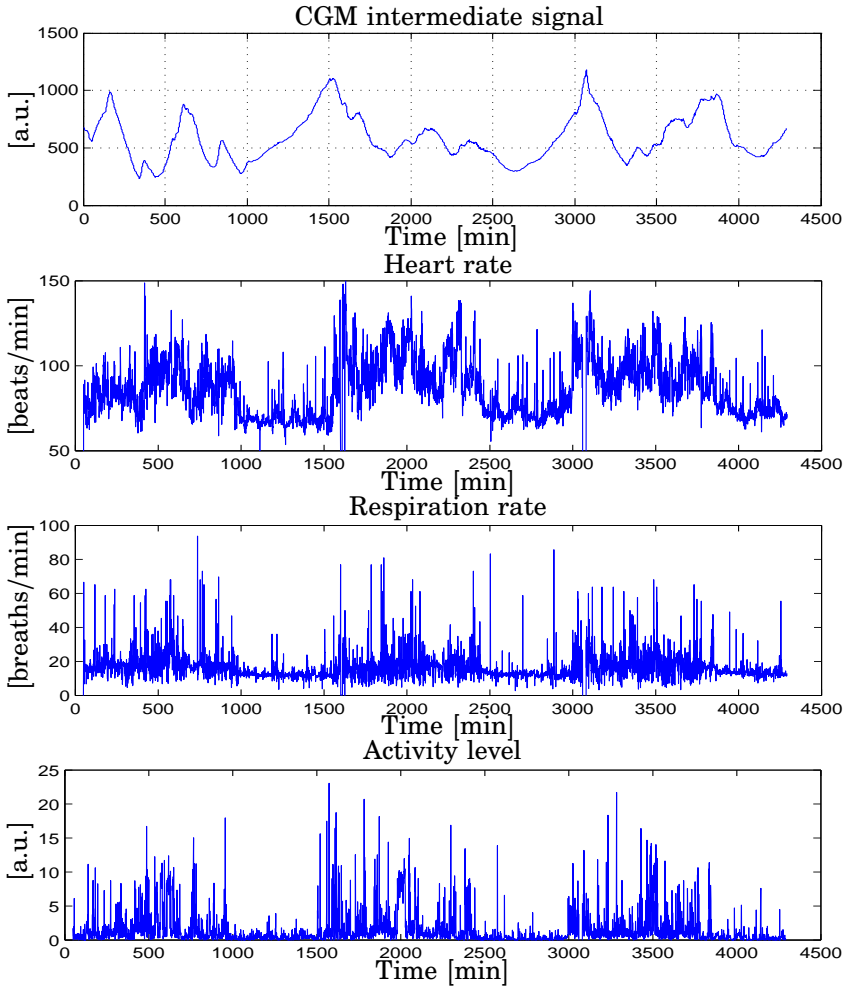 CGM intermediate signal
[a.u.]
1500
1000
500
0
0 500 1000 1500 2000 2500 3000 3500 4000 4500
Time [min]
Heart rate
[beats/min]
150
100
50
0 500 1000 1500 2000 2500 3000 3500 4000 4500
Time [min]
Respiration rate
[breaths/min]
100
80
60
40
20
0
0 500 1000 1500 2000 2500 3000 3500 4000 4500
Time [min]
Activity level
[a.u.]
25
20
15
10
5
0
0 500 1000 1500 2000 2500 3000 3500 4000 4500
Time [min]